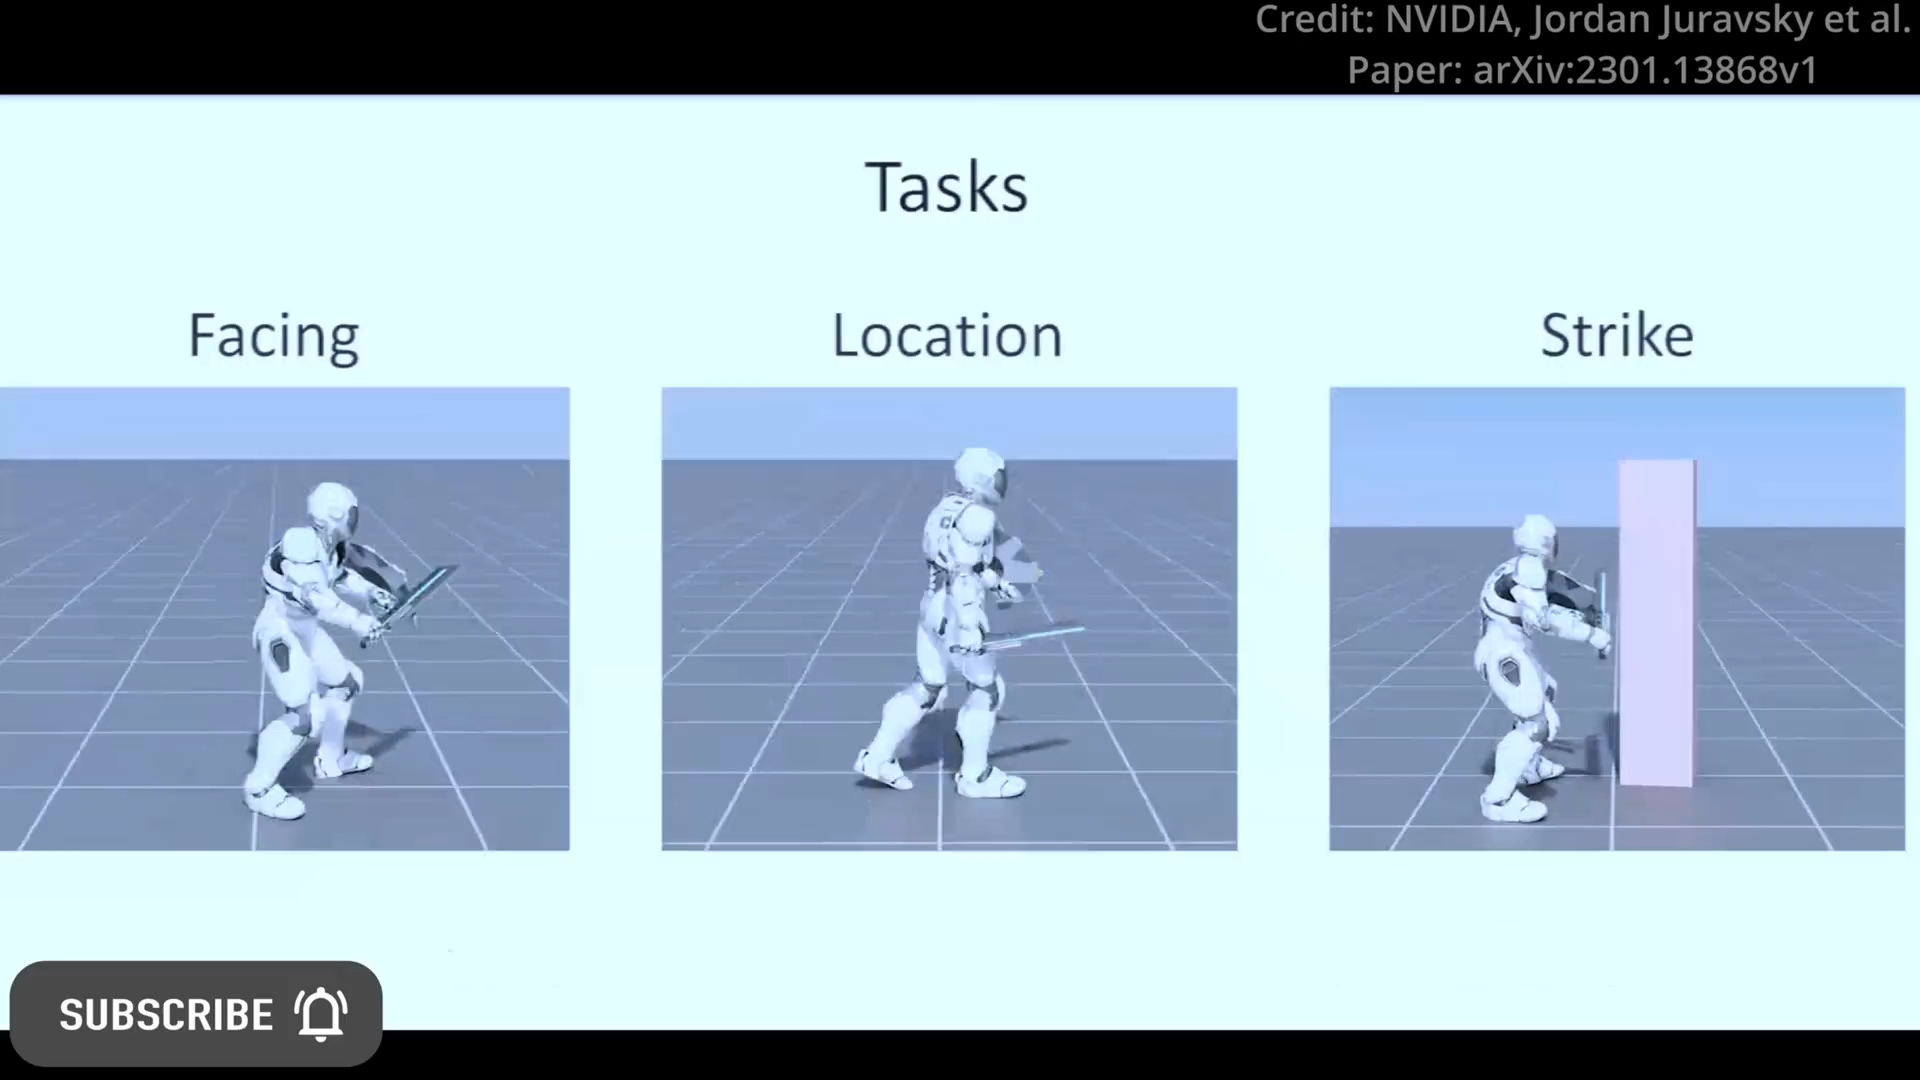 Credit: NVIDIA, Jordan Juravsky et al.
Paper: arXiv:2301.13868v1
Tasks
Facing
Location
Strike
SUBSCRIBE